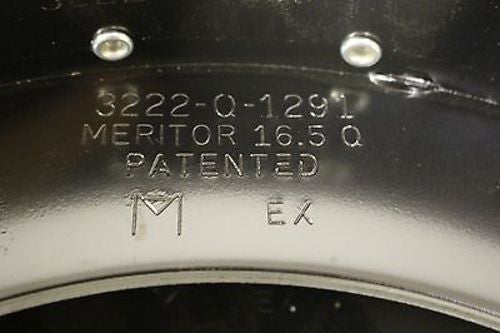 3222-Q-1291
MERITOR 16.5 Q
PATENTED
M EX